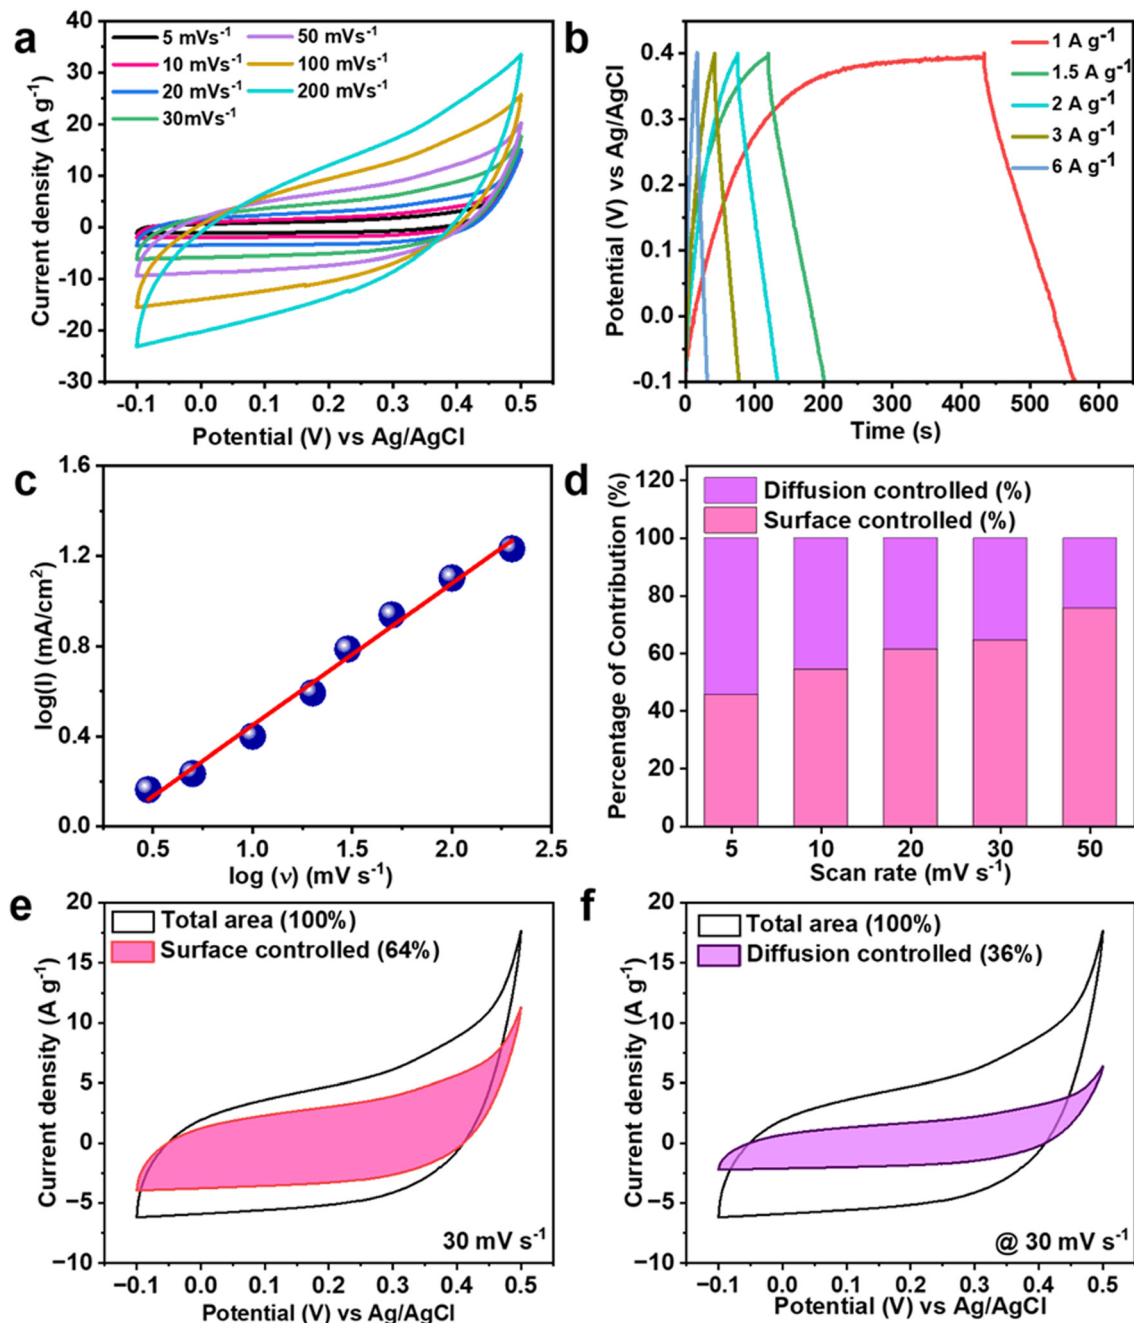 a
5 mVs⁻¹
10 mVs⁻¹
20 mVs⁻¹
30mVs⁻¹
50 mVs⁻¹
100 mVs⁻¹
200 mVs⁻¹
40
30
20
10
0
-10
-20
-30
Current density (A g⁻¹)
-0.1 0.0 0.1 0.2 0.3 0.4 0.5
Potential (V) vs Ag/AgCl
b
1 A g⁻¹
1.5 A g⁻¹
2 A g⁻¹
3 A g⁻¹
6 A g⁻¹
0.4
0.3
0.2
0.1
0.0
-0.1
Potential (V) vs Ag/AgCl
0 100 200 300 400 500 600
Time (s)
c
1.6
1.2
0.8
0.4
0.0
log(I) (mA/cm²)
0.5 1.0 1.5 2.0 2.5
log (ν) (mV s⁻¹)
d
Diffusion controlled (%)
Surface controlled (%)
120
100
80
60
40
20
0
Percentage of Contribution (%)
5 10 20 30 50
Scan rate (mV s⁻¹)
e
Total area (100%)
Surface controlled (64%)
20
15
10
5
0
−5
−10
Current density (A g⁻¹)
30 mV s⁻¹
−0.1 0.0 0.1 0.2 0.3 0.4 0.5
Potential (V) vs Ag/AgCl
f
Total area (100%)
Diffusion controlled (36%)
20
15
10
5
0
−5
−10
Current density (A g⁻¹)
@ 30 mV s⁻¹
−0.1 0.0 0.1 0.2 0.3 0.4 0.5
Potential (V) vs Ag/AgCl